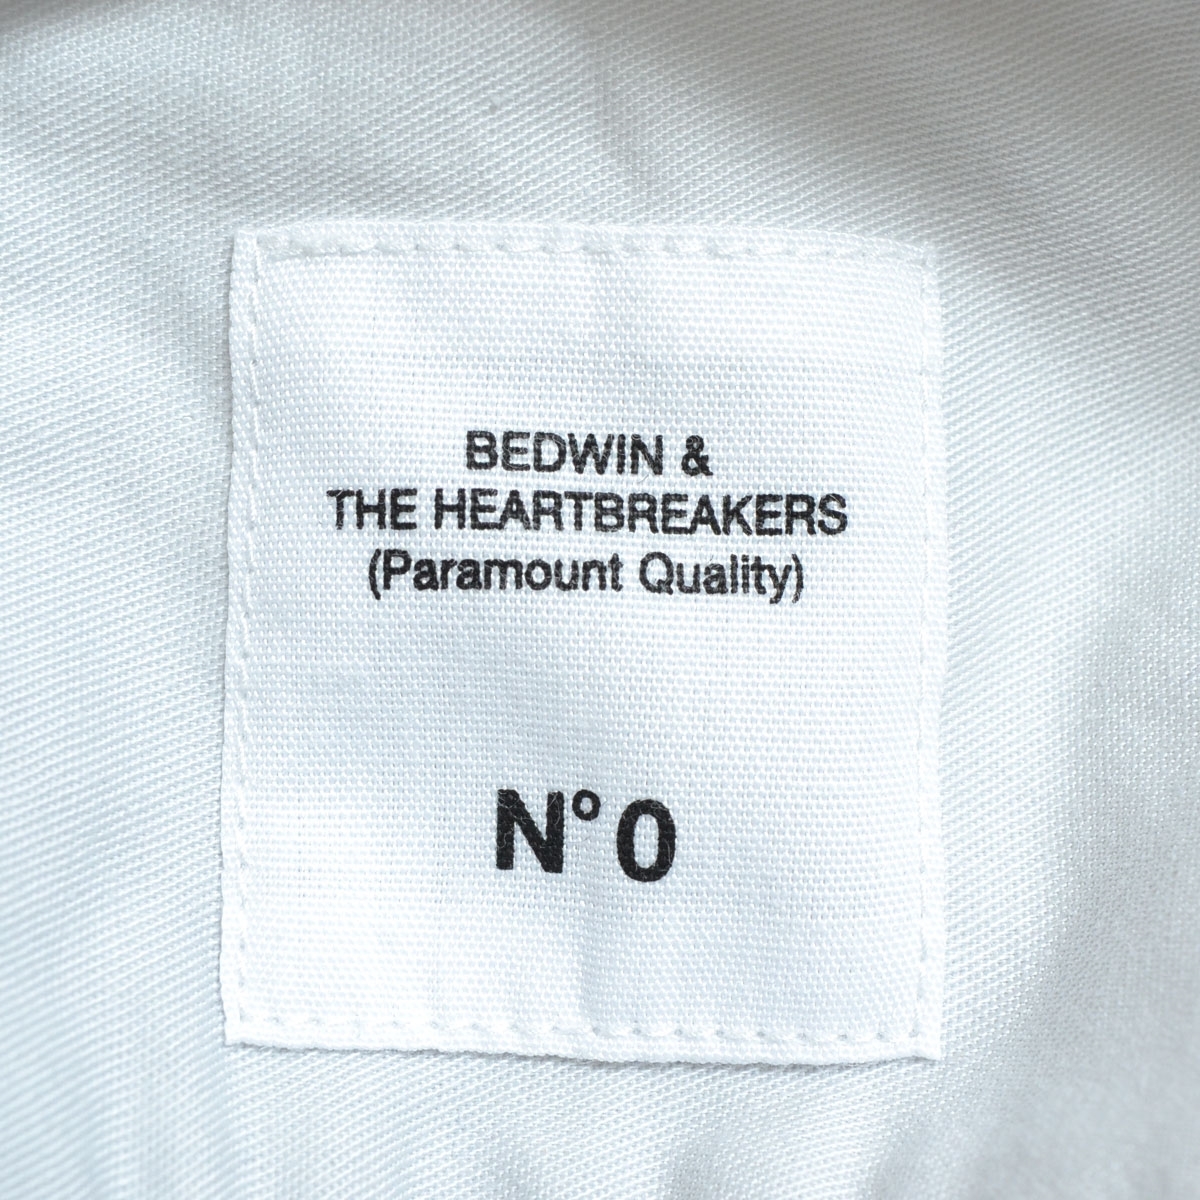 BEDWIN &
THE HEARTBREAKERS
(Paramount Quality)
N° 0